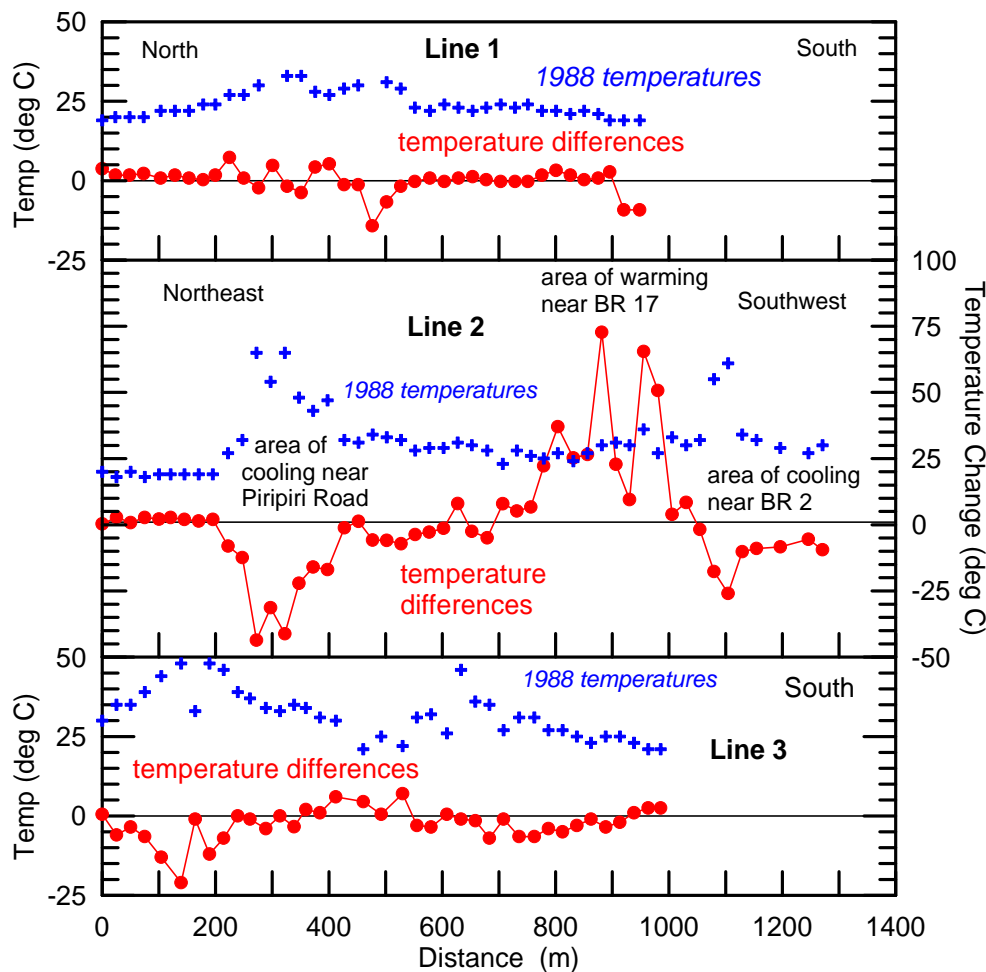 50
North
Line 1
South
1988 temperatures
25
temperature differences
0
Temp (deg C)
-25
100
Northeast
area of warming
near BR 17
Southwest
Line 2
75
1988 temperatures
50
area of
cooling near
Piripiri Road
25
area of cooling
near BR 2
0
temperature
differences
-25
Temperature Change (deg C)
50
-50
1988 temperatures
South
25
Line 3
temperature differences
0
Temp (deg C)
-25
0 200 400 600 800 1000 1200 1400
Distance (m)